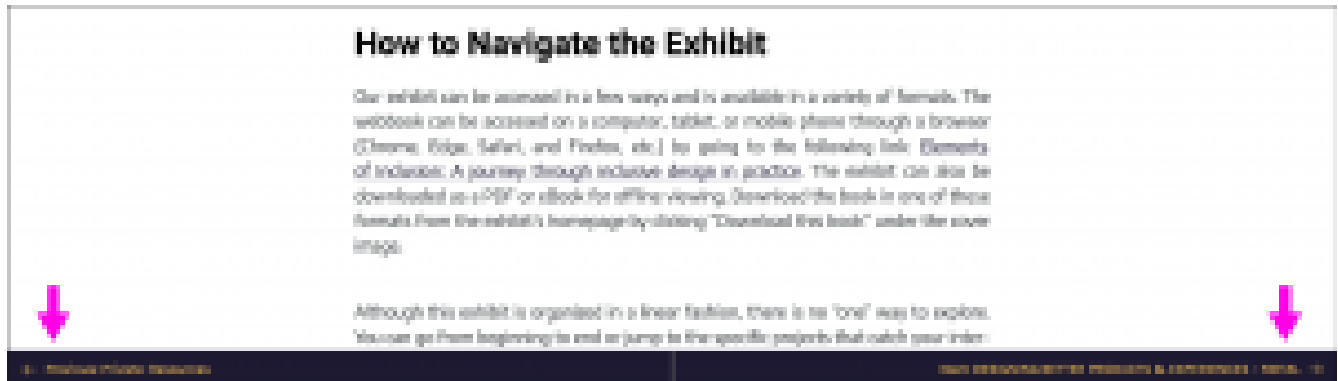 How to Navigate the Exhibit
Our exhibit can be accessed in a few ways and is available in a variety of formats. The
webbook can be accessed on a computer, tablet, or mobile phone through a browser
(Chrome, Edge, Safari, and Firefox, etc.) by going to the following link: Elements
of Inclusion: A journey through inclusive design in practice. The exhibit can also be
downloaded as a PDF or eBook for offline viewing. Download the book in one of these
formats from the exhibit's homepage by clicking "Download this book" under the cover
image.
Although this exhibit is organized in a linear fashion, there is no "one" way to explore.
You can go from beginning to end or jump to the specific projects that catch your inter-
Previous: